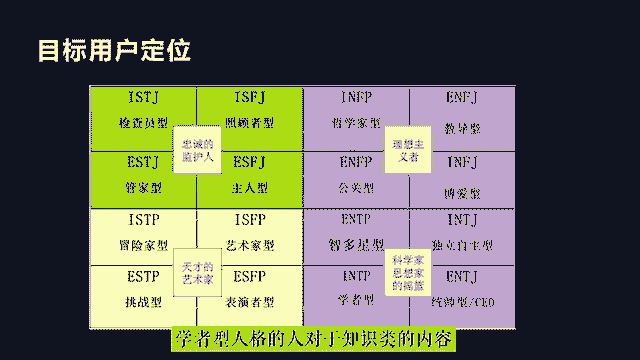 目标用户定位
ISTJ ISFJ INFP ENFJ
检查员型 照顾者型 哲学家型 教导型
忠诚的
监护人
理想主
义者
ESTJ ESFJ ENFP INFJ
管家型 主人型 公关型 博爱型
ISTP ISFP ENTP INTJ
冒险家型 艺术家型 智多星型 独立自主型
天才的
艺术家
科学家
思想家
的摇篮
ESTP ESFP INTP ENTJ
挑战型 表演者型 学者型 统帅型/CEO
学者型人格的人对于知识类的内容